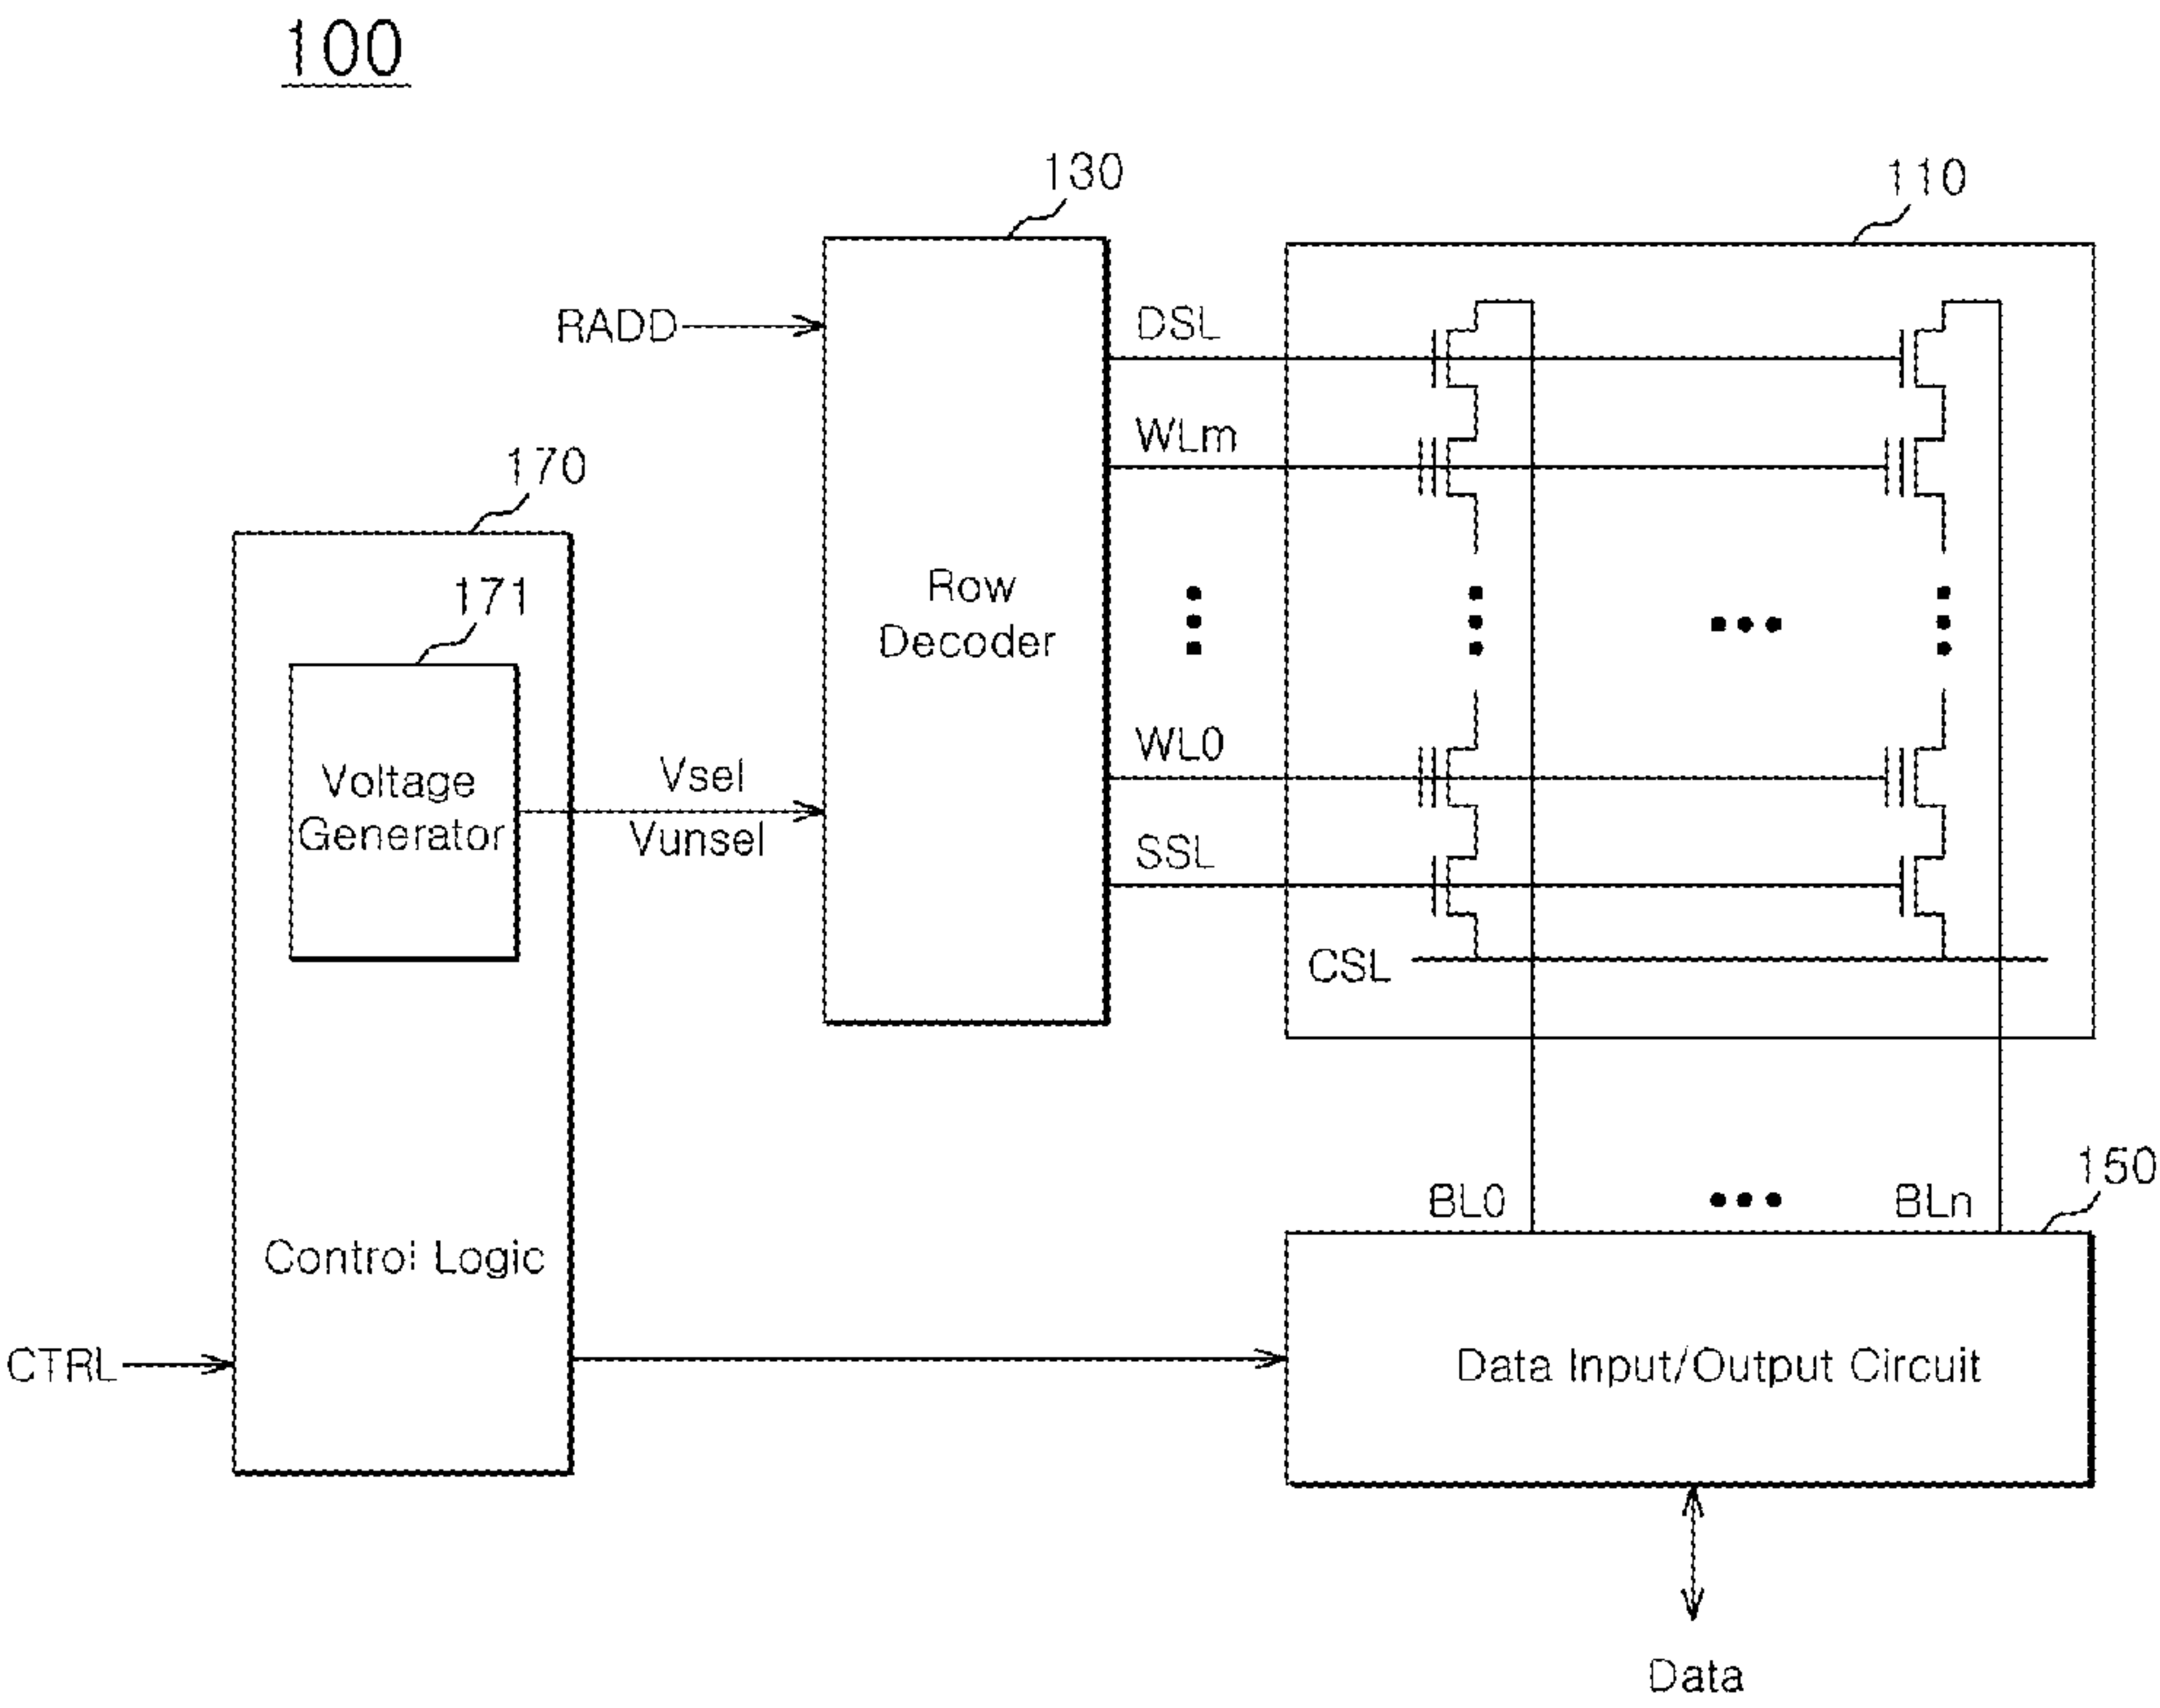 100
130
110
RADD
DSL
WLm
170
171
Row
Decoder
WL0
Vsel
Voltage
Generator
Vunsel
SSL
CSL
150
BL0
BLn
Control Logic
CTRL
Data Input/Output Circuit
Data